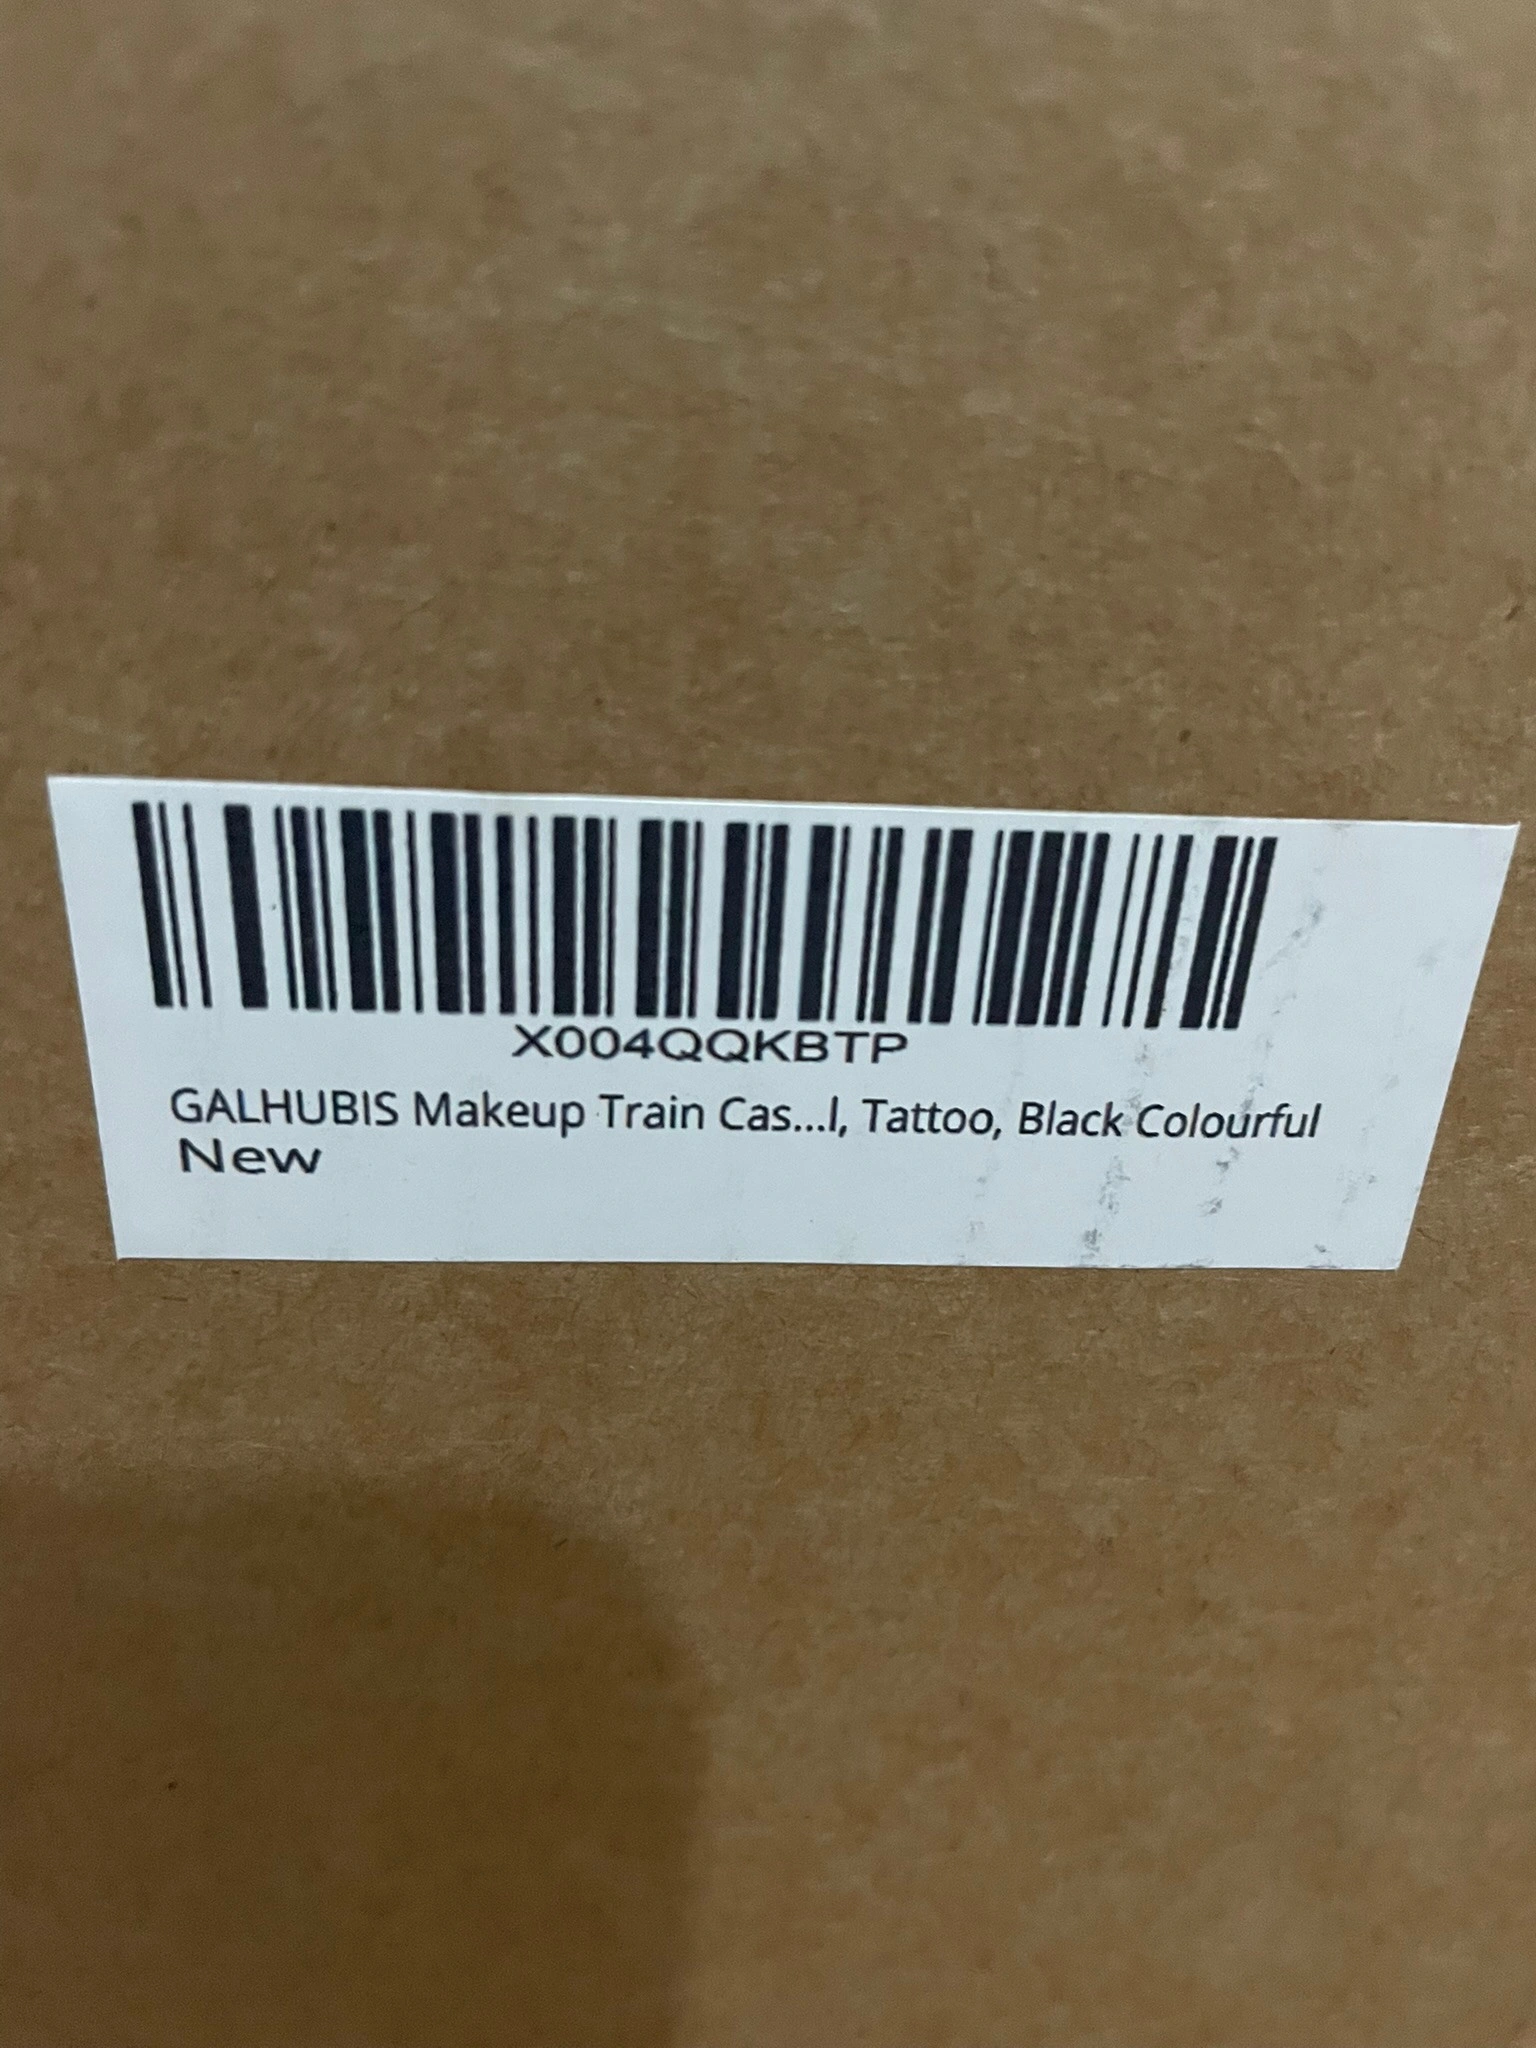 X004QQKBTP
GALHUBIS Makeup Train Cas...l, Tattoo, Black Colourful
New